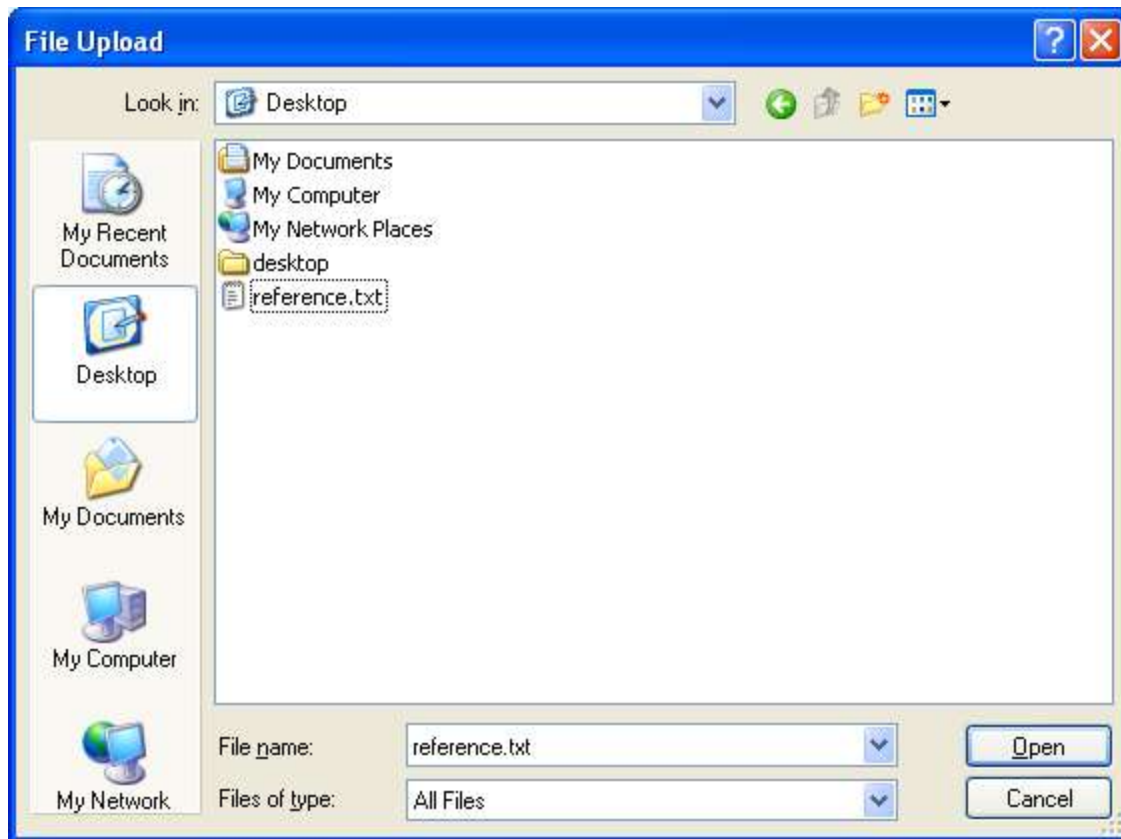 File Upload
Look in:
Desktop
My Recent
Documents
Desktop
My Documents
My Computer
My Network
My Documents
My Computer
My Network Places
desktop
reference.txt
File name:
reference.txt
Open
Files of type:
All Files
Cancel